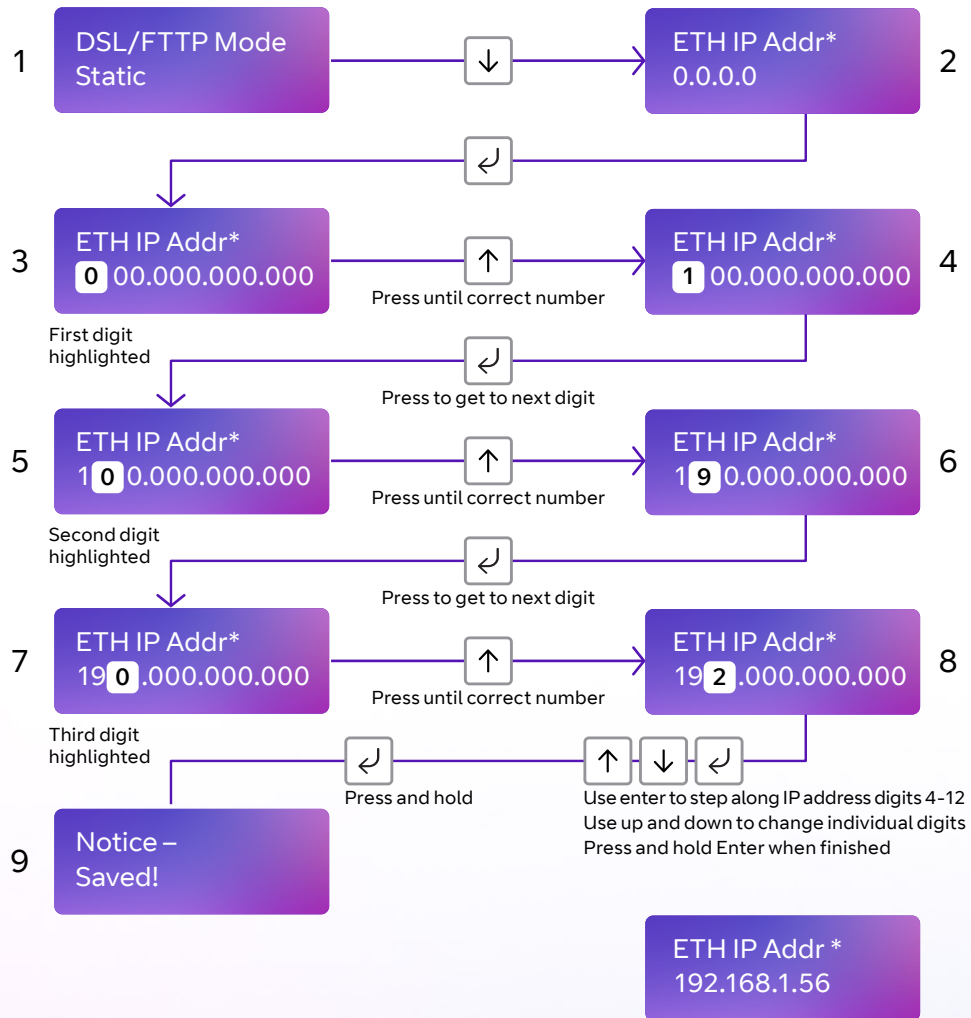 1
DSL/FTTP Mode
Static
ETH IP Addr*
0.0.0.0
2
3
ETH IP Addr*
0 00.000.000.000
Press until correct number
ETH IP Addr*
1 00.000.000.000
4
First digit
highlighted
Press to get to next digit
5
ETH IP Addr*
1 0 0.000.000.000
Press until correct number
ETH IP Addr*
1 9 0.000.000.000
6
Second digit
highlighted
Press to get to next digit
7
ETH IP Addr*
19 0 .000.000.000
Press until correct number
ETH IP Addr*
19 2 .000.000.000
8
Third digit
highlighted
Press and hold
Use enter to step along IP address digits 4-12
Use up and down to change individual digits
Press and hold Enter when finished
9
Notice –
Saved!
ETH IP Addr *
192.168.1.56